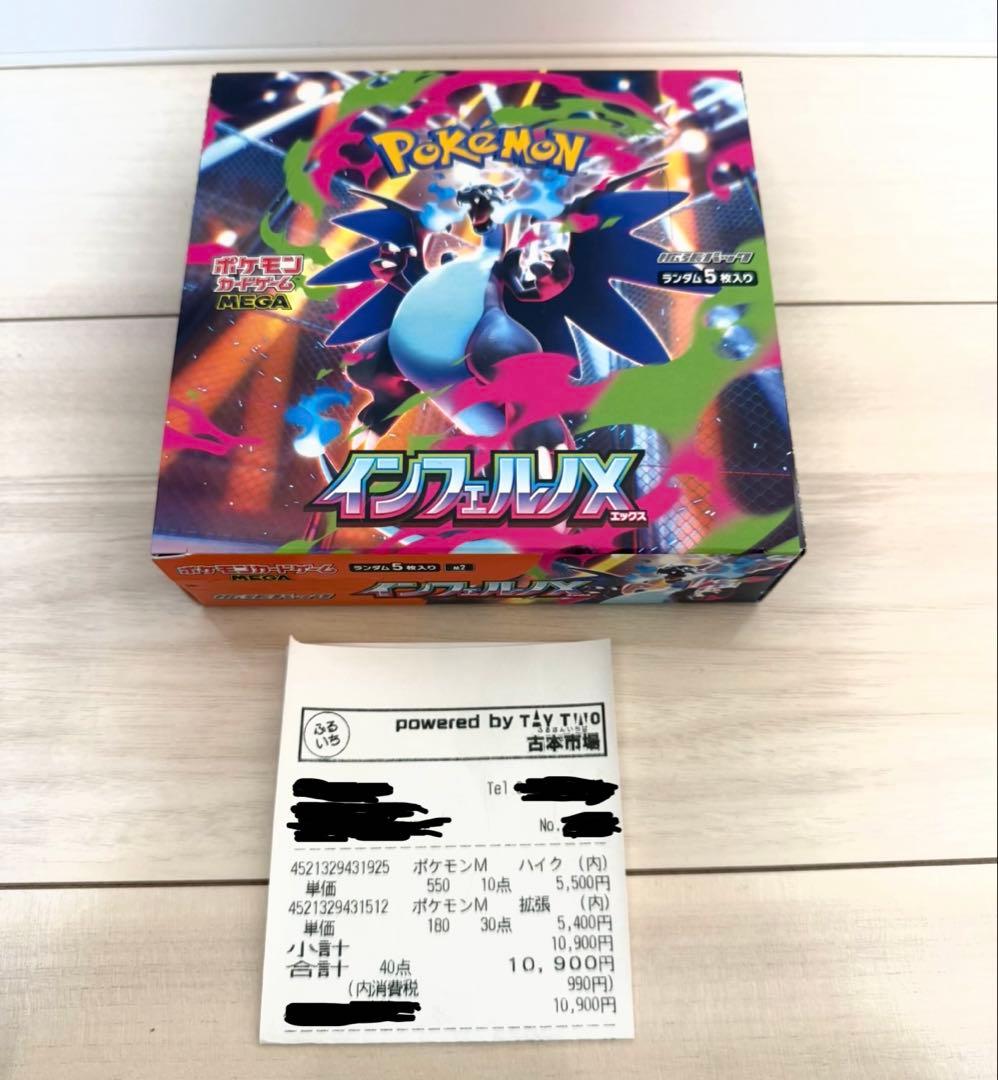 POKÉMON
ポケモン
カードゲーム
MEGA
拡張パック
ランダム5枚入り
インフェルノX
エックス
ポケモンカードゲーム
MEGA
ランダム5枚入り M2
拡張パック
インフェルノX
ふるいち
powered by TAY TWO
ふるほんいちば
古本市場
Tel
No.
4521329431925 ポケモンM ハイク (内)
単価 550 10点 5,500円
4521329431512 ポケモンM 拡張 (内)
単価 180 30点 5,400円
小計 10,900円
合計 40点 10,900円
(内消費税 990円)
10,900円